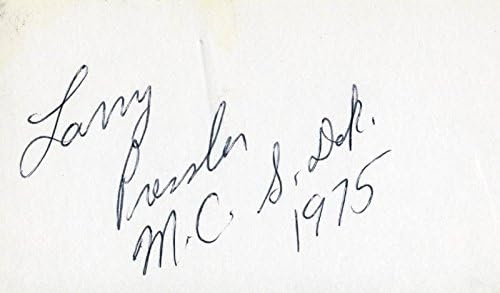 Larry
Pressler
M.C. S. Dak.
1975